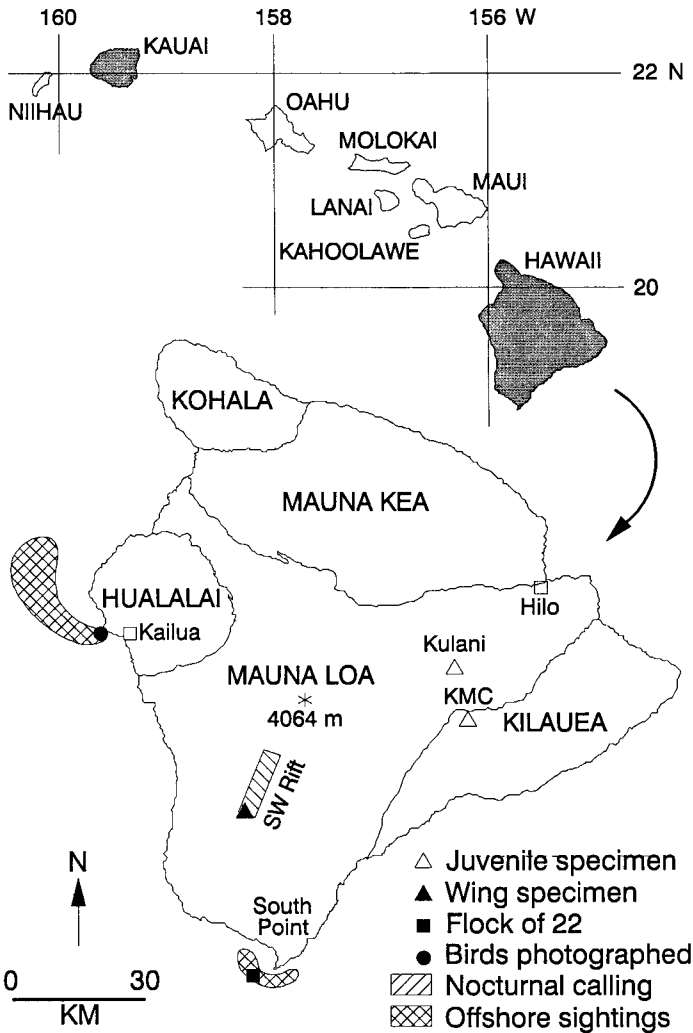 160
158
156 W
KAUAI
22 N
NIIHAU
OAHU
MOLOKAI
MAUI
LANAI
KAHOOLAWE
HAWAII
20
KOHALA
MAUNA KEA
HUALALAI
Hilo
Kailua
Kulani
MAUNA LOA
KMC
4064 m
KILAUEA
SW Rift
N
South
Point
0 30
KM
Juvenile specimen
Wing specimen
Flock of 22
Birds photographed
Nocturnal calling
Offshore sightings